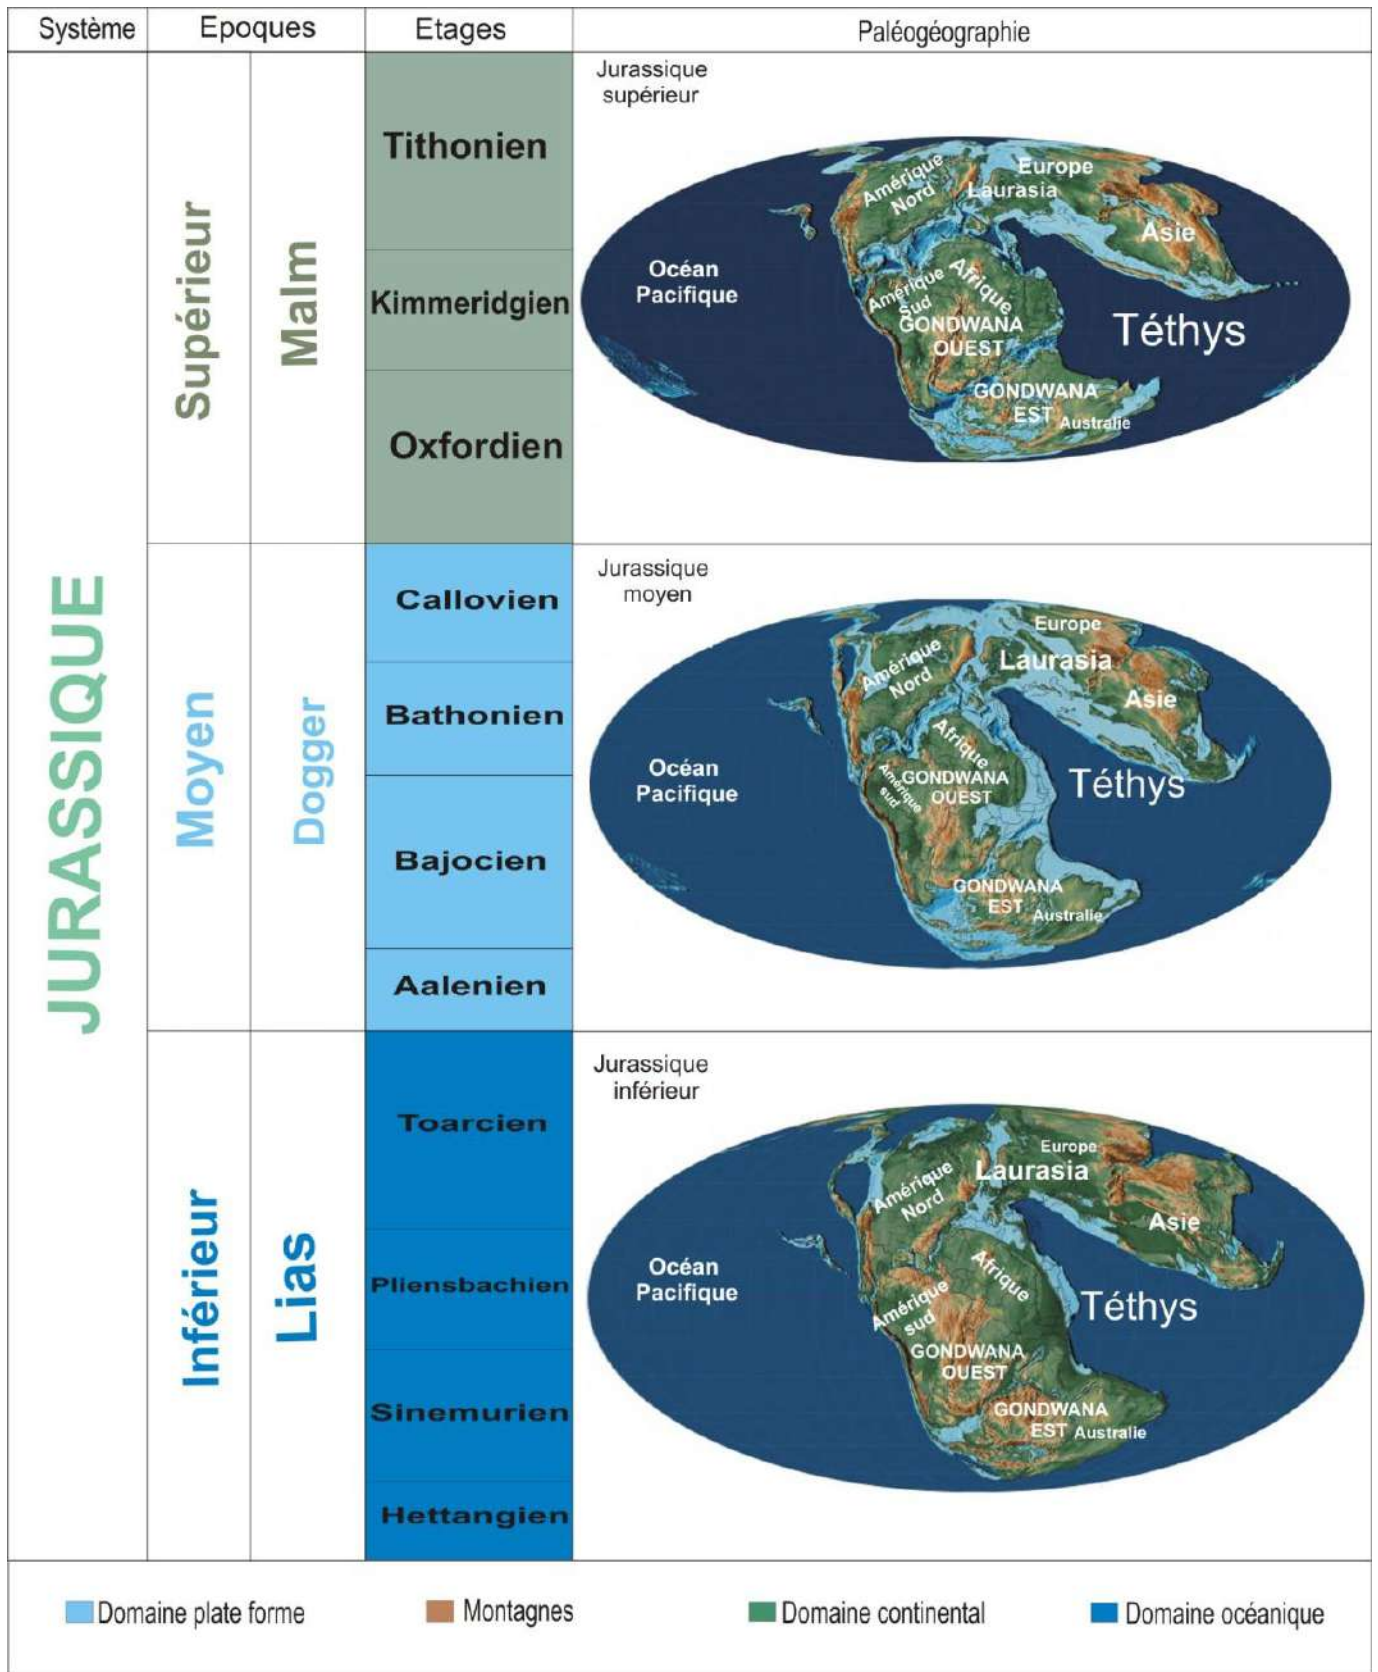 Système
Epoques
Etages
Paléogéographie
JURASSIQUE
Supérieur
Malm
Tithonien
Kimmeridgien
Oxfordien
Jurassique
supérieur
Europe
Amérique
Nord
Laurasia
Asie
Océan
Pacifique
Afrique
Amérique
Sud
GONDWANA
OUEST
Téthys
GONDWANA
EST
Australie
Moyen
Dogger
Callovien
Bathonien
Bajocien
Aalenien
Jurassique
moyen
Europe
Laurasia
Amérique
Nord
Asie
Afrique
Océan
Pacifique
GONDWANA
OUEST
Amérique
sud
Téthys
GONDWANA
EST
Australie
Inférieur
Lias
Toarcien
Pliensbachien
Sinemurien
Hettangien
Jurassique
inférieur
Europe
Laurasia
Amérique
Nord
Asie
Océan
Pacifique
Afrique
Amérique
sud
Téthys
GONDWANA
OUEST
GONDWANA
EST
Australie
Domaine plate forme
Montagnes
Domaine continental
Domaine océanique